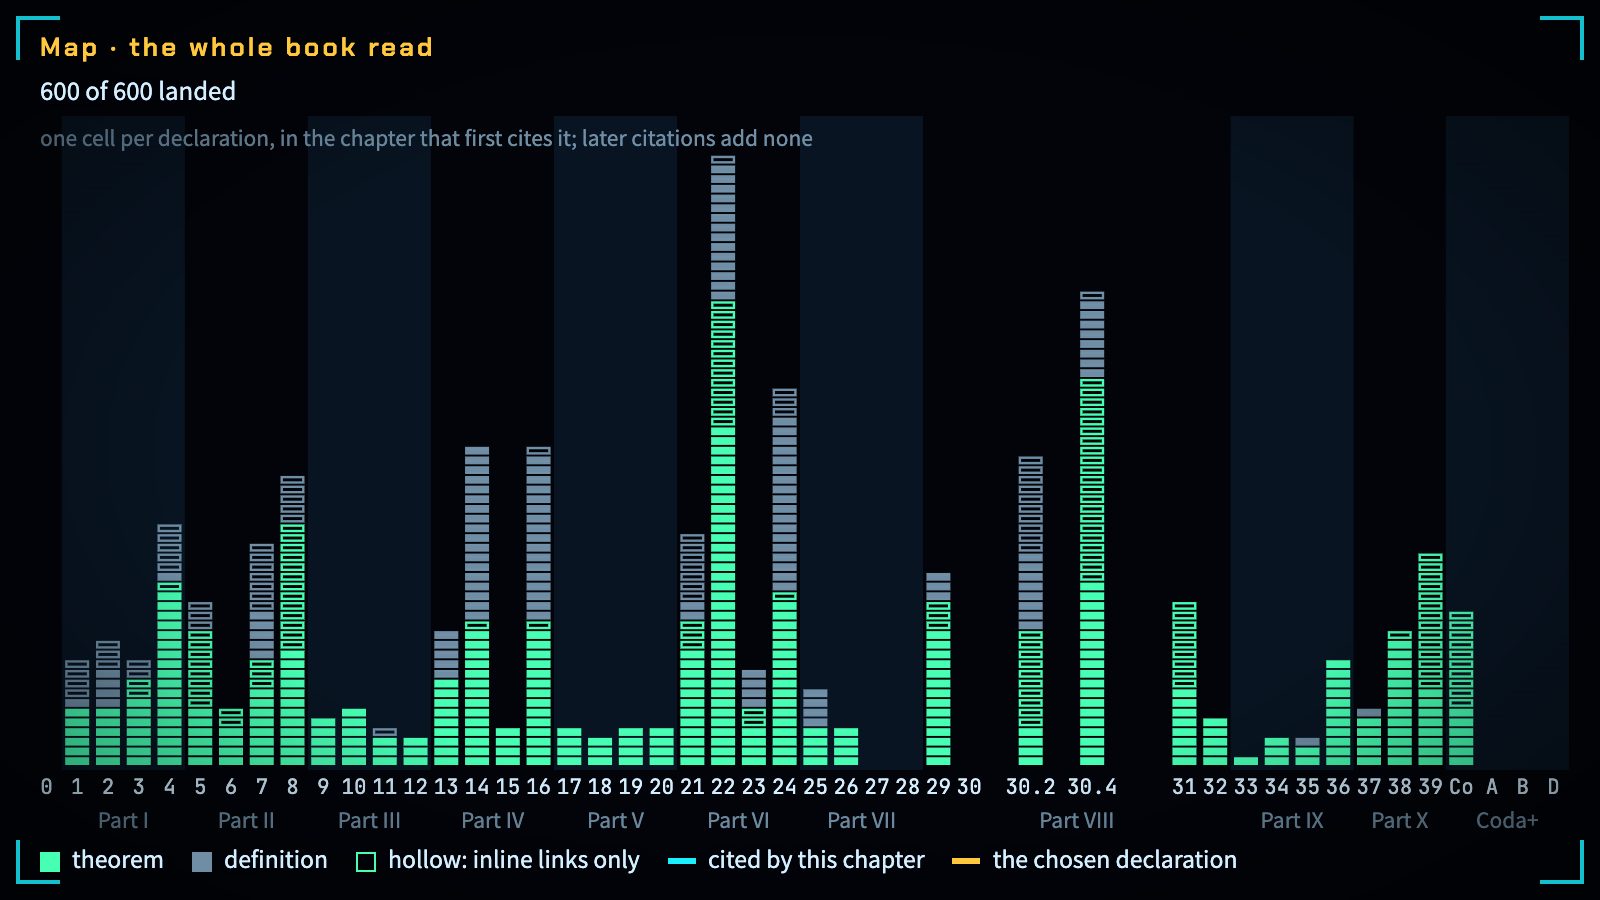 Map · the whole book read
600 of 600 landed
one cell per declaration, in the chapter that first cites it; later citations add none
0 1 2 3 4 5 6 7 8 9 10 11 12 13 14 15 16 17 18 19 20 21 22 23 24 25 26 27 28 29 30 30.2 30.4 31 32 33 34 35 36 37 38 39 Co A B D
Part I Part II Part III Part IV Part V Part VI Part VII Part VIII Part IX Part X Coda+
theorem definition hollow: inline links only cited by this chapter the chosen declaration